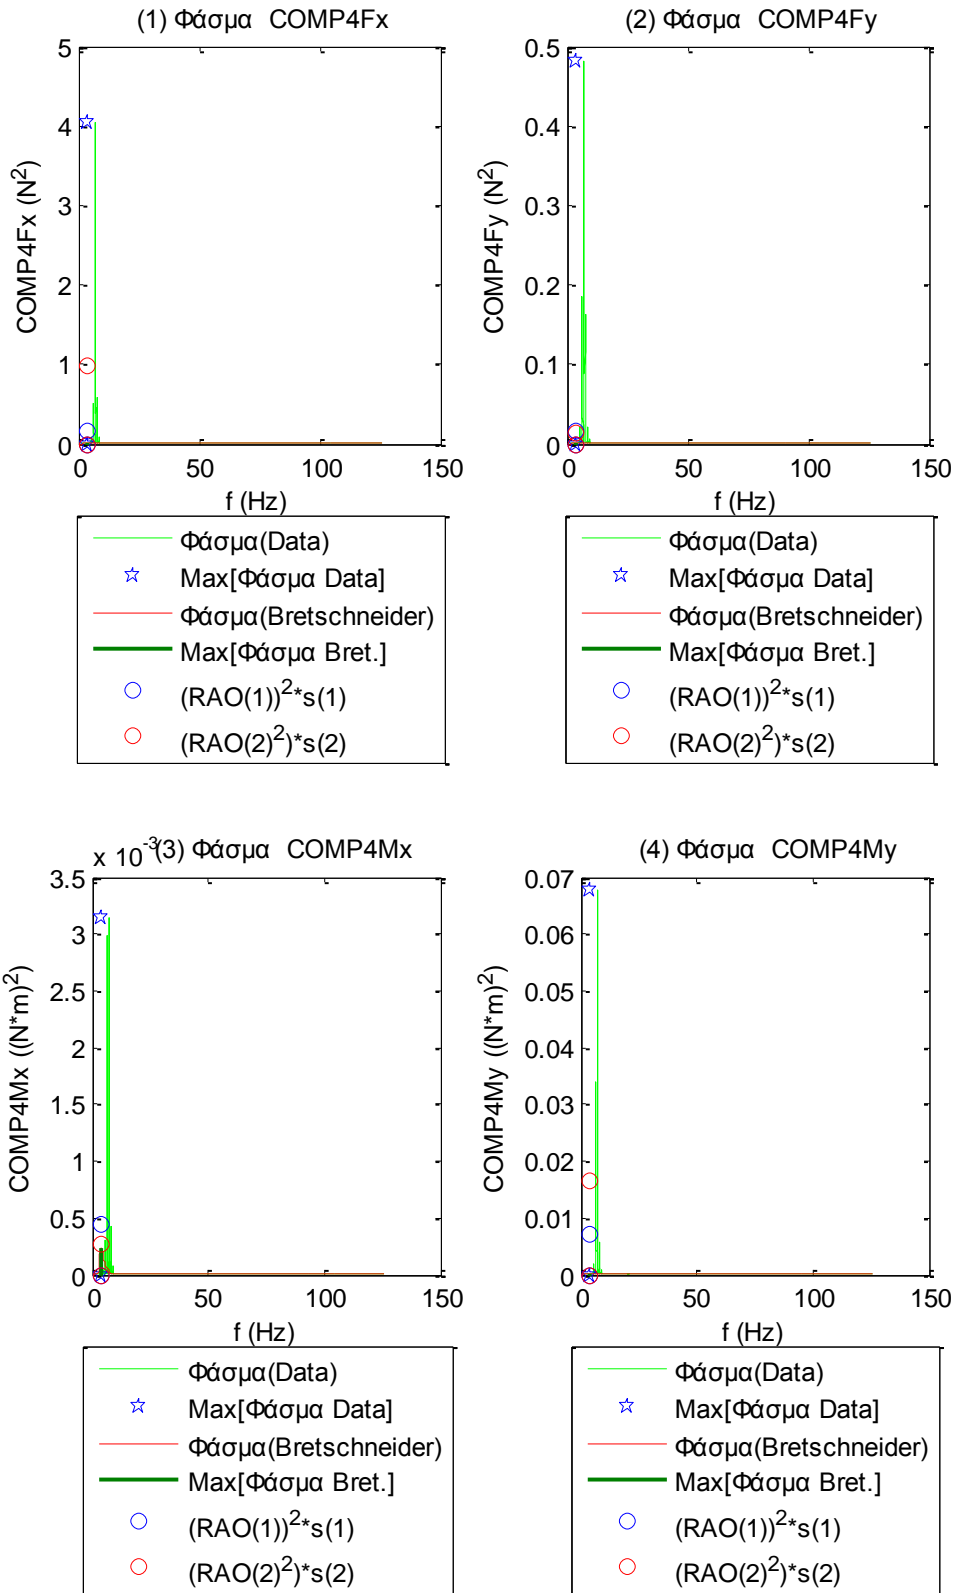 (1) Φάσμα COMP4Fx
5
4
3
2
1
0
COMP4Fx (N^2)
0 50 100 150
f (Hz)
Φάσμα(Data)
Max[Φάσμα Data]
Φάσμα(Bretschneider)
Max[Φάσμα Bret.]
(RAO(1))^2*s(1)
(RAO(2)^2)*s(2)
(2) Φάσμα COMP4Fy
0.5
0.4
0.3
0.2
0.1
0
COMP4Fy (N^2)
0 50 100 150
f (Hz)
Φάσμα(Data)
Max[Φάσμα Data]
Φάσμα(Bretschneider)
Max[Φάσμα Bret.]
(RAO(1))^2*s(1)
(RAO(2)^2)*s(2)
x 10^-3
(3) Φάσμα COMP4Mx
3.5
3
2.5
2
1.5
1
0.5
0
COMP4Mx ((N*m)^2)
0 50 100 150
f (Hz)
Φάσμα(Data)
Max[Φάσμα Data]
Φάσμα(Bretschneider)
Max[Φάσμα Bret.]
(RAO(1))^2*s(1)
(RAO(2)^2)*s(2)
(4) Φάσμα COMP4My
0.07
0.06
0.05
0.04
0.03
0.02
0.01
0
COMP4My ((N*m)^2)
0 50 100 150
f (Hz)
Φάσμα(Data)
Max[Φάσμα Data]
Φάσμα(Bretschneider)
Max[Φάσμα Bret.]
(RAO(1))^2*s(1)
(RAO(2)^2)*s(2)